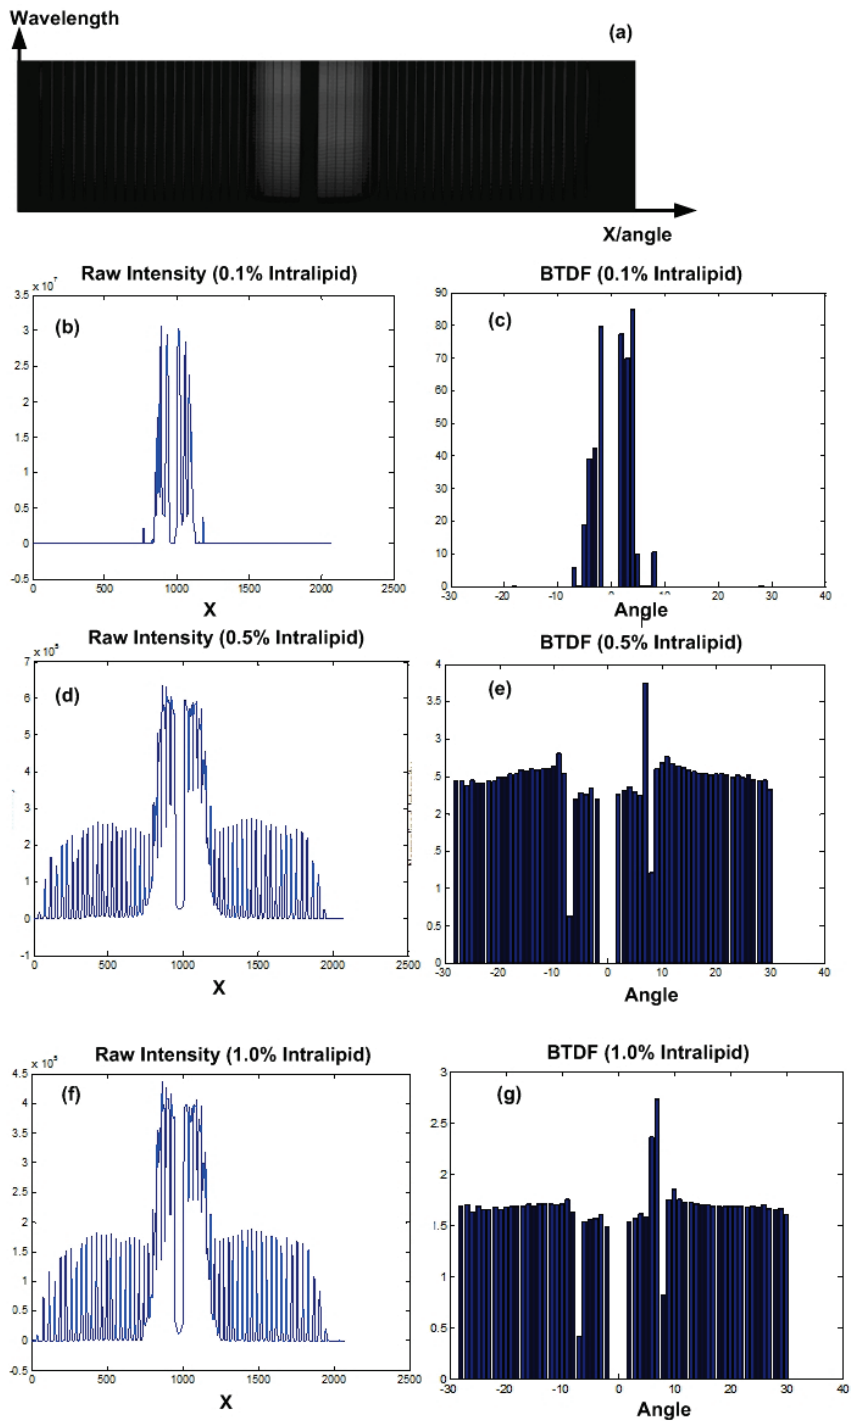 Wavelength
(a)
X/angle
Raw Intensity (0.1% Intralipid)
x 10⁷
3.5
3
2.5
2
1.5
1
0.5
0
-0.5
0 500 1000 1500 2000 2500
X
(b)
BTDF (0.1% Intralipid)
90
80
70
60
50
40
30
20
10
0
-30 -20 -10 0 10 20 30 40
Angle
(c)
Raw Intensity (0.5% Intralipid)
7
6
5
4
3
2
1
0
-1
0 500 1000 1500 2000 2500
X
(d)
BTDF (0.5% Intralipid)
4
3.5
3
.5
2
.5
1
0.5
0
-30 -20 -10 0 10 20 30 40
Angle
(e)
Raw Intensity (1.0% Intralipid)
4.5
4
3.5
3
2.5
2
1.5
1
0.5
0
-0.5
0 500 1000 1500 2000 2500
X
(f)
BTDF (1.0% Intralipid)
3
2.5
2
1.5
1
0.5
0
-30 -20 -10 0 10 20 30 40
Angle
(g)